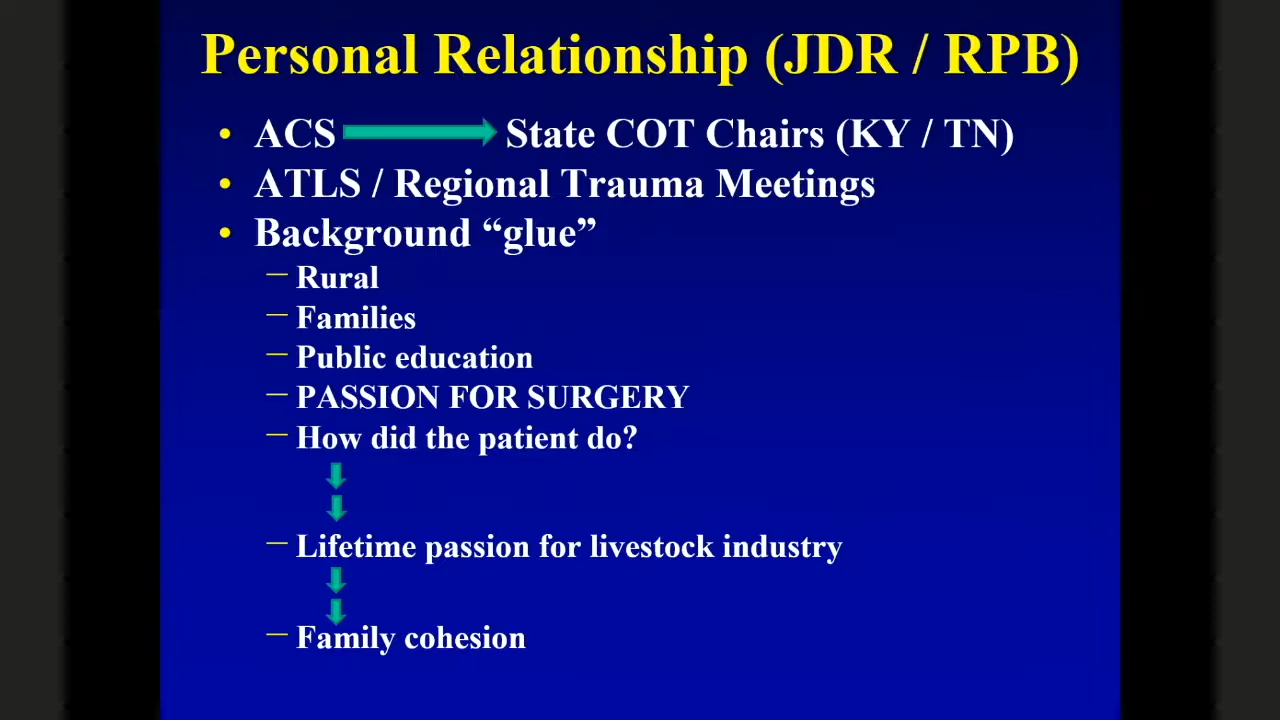 Personal Relationship (JDR / RPB)
• ACS State COT Chairs (KY / TN)
• ATLS / Regional Trauma Meetings
• Background “glue”
– Rural
– Families
– Public education
– PASSION FOR SURGERY
– How did the patient do?
– Lifetime passion for livestock industry
– Family cohesion